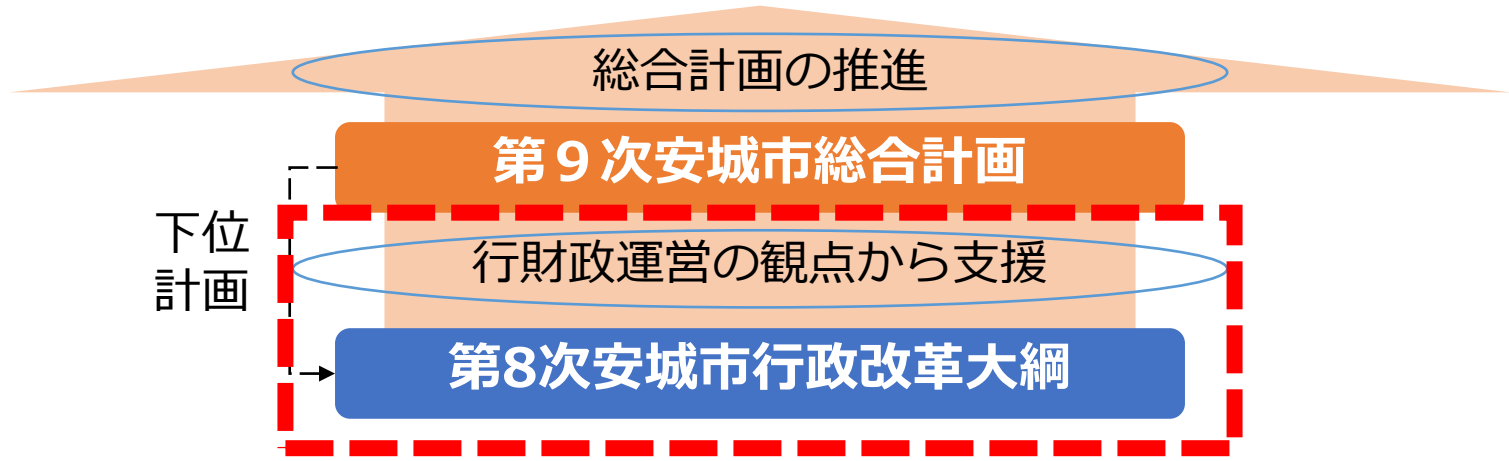 総合計画の推進
第９次安城市総合計画
下位
計画
行財政運営の観点から支援
第8次安城市行政改革大綱